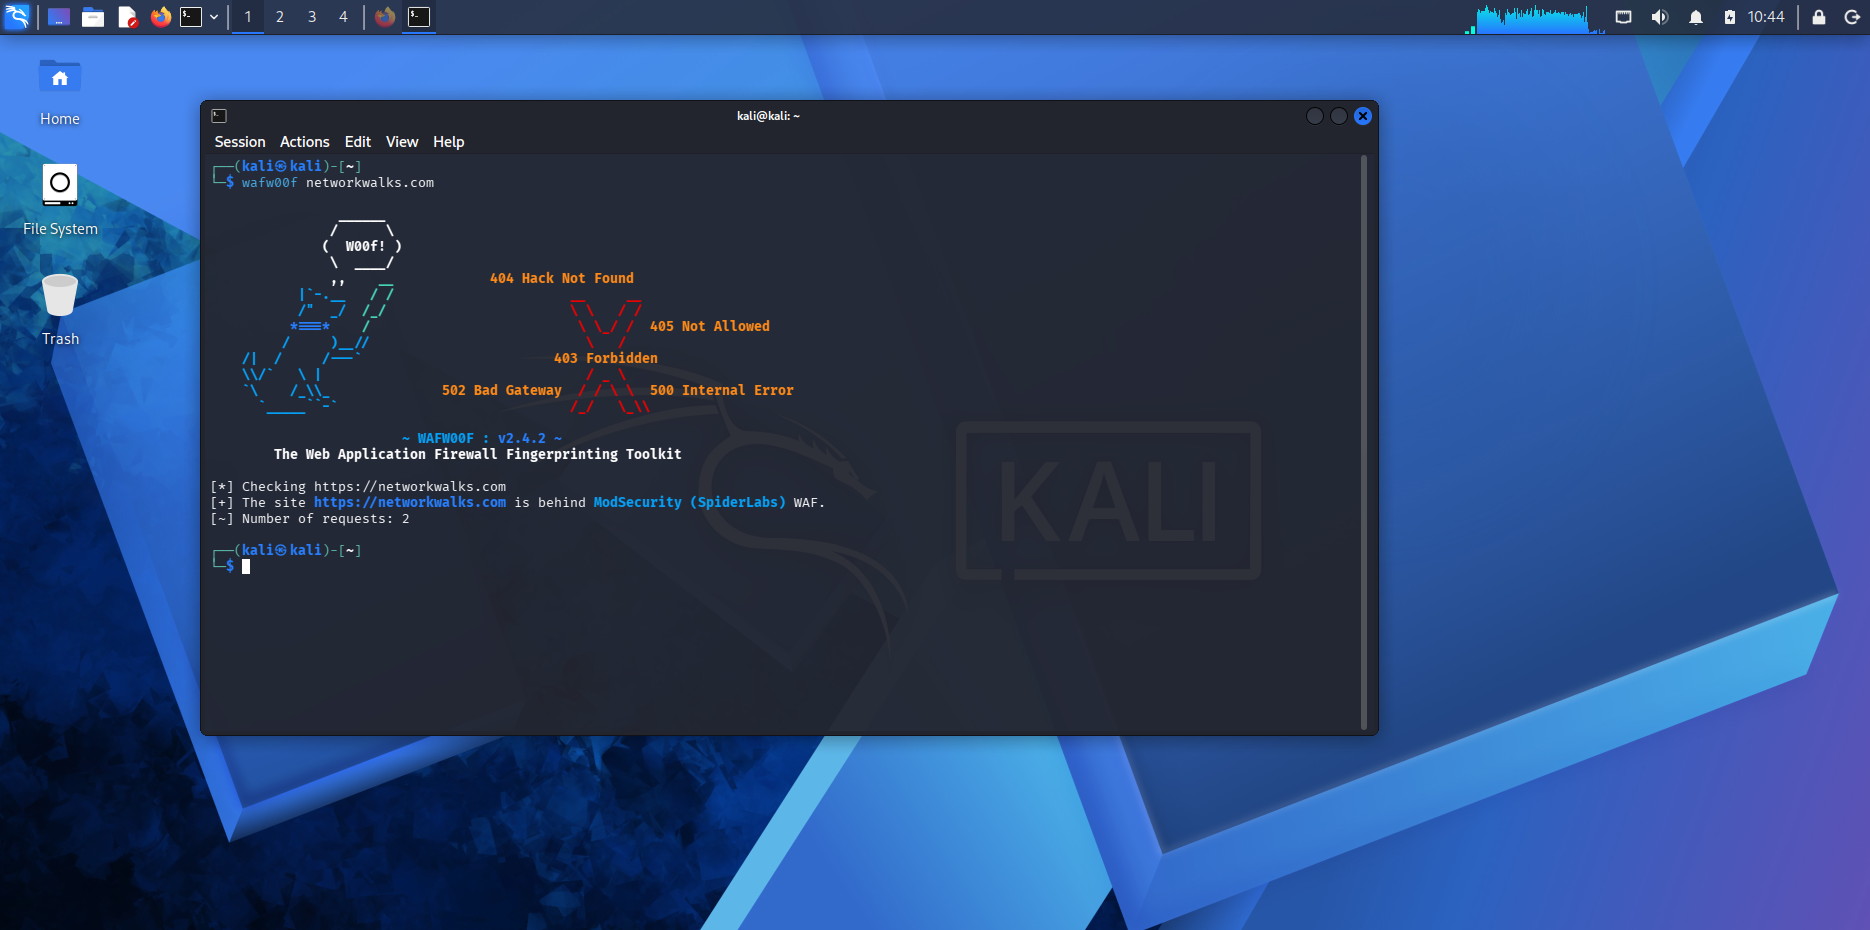 1 2 3 4
10:44
Home
File System
Trash
kali@kali: ~
Session Actions Edit View Help
┌──(kali㉿kali)-[~]
└─$ wafw00f networkwalks.com
( W00f! )
404 Hack Not Found
405 Not Allowed
403 Forbidden
502 Bad Gateway 500 Internal Error
~ WAFW00F : v2.4.2 ~
The Web Application Firewall Fingerprinting Toolkit
[*] Checking https://networkwalks.com
[+] The site https://networkwalks.com is behind ModSecurity (SpiderLabs) WAF.
[~] Number of requests: 2
┌──(kali㉿kali)-[~]
└─$
KALI